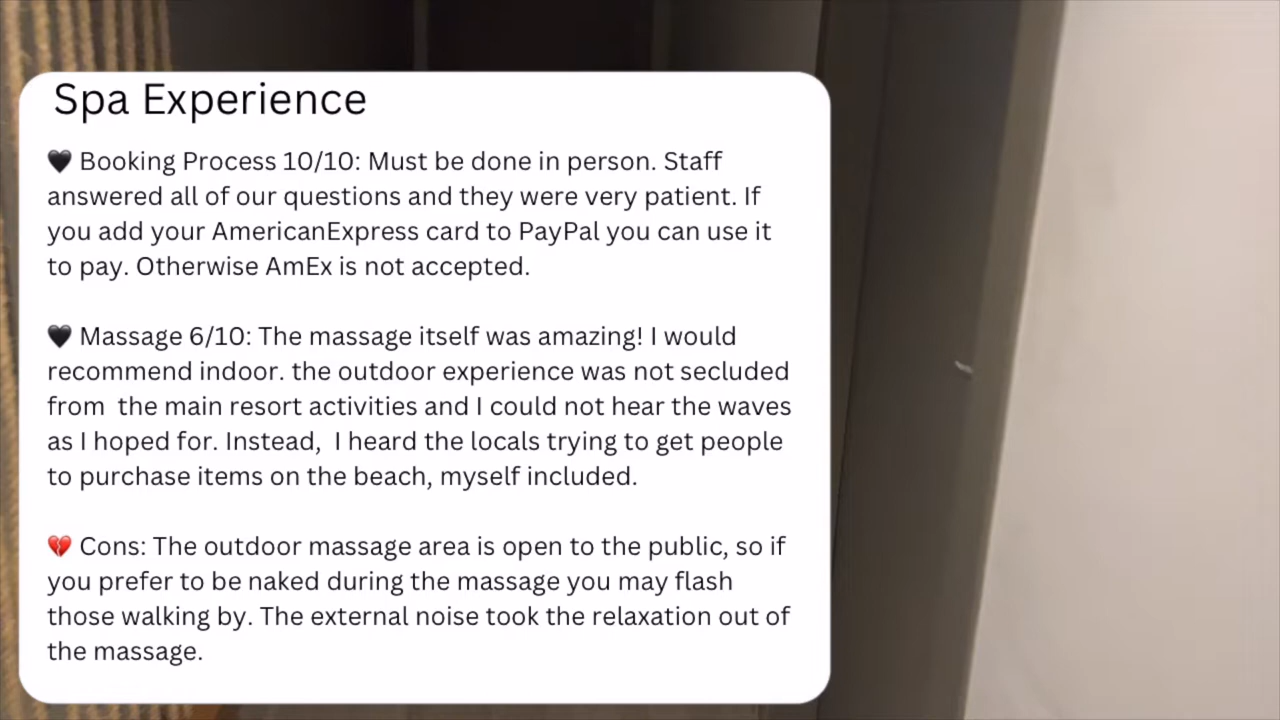 Spa Experience
🖤 Booking Process 10/10: Must be done in person. Staff
answered all of our questions and they were very patient. If
you add your AmericanExpress card to PayPal you can use it
to pay. Otherwise AmEx is not accepted.
🖤 Massage 6/10: The massage itself was amazing! I would
recommend indoor. the outdoor experience was not secluded
from  the main resort activities and I could not hear the waves
as I hoped for. Instead,  I heard the locals trying to get people
to purchase items on the beach, myself included.
💔 Cons: The outdoor massage area is open to the public, so if
you prefer to be naked during the massage you may flash
those walking by. The external noise took the relaxation out of
the massage.